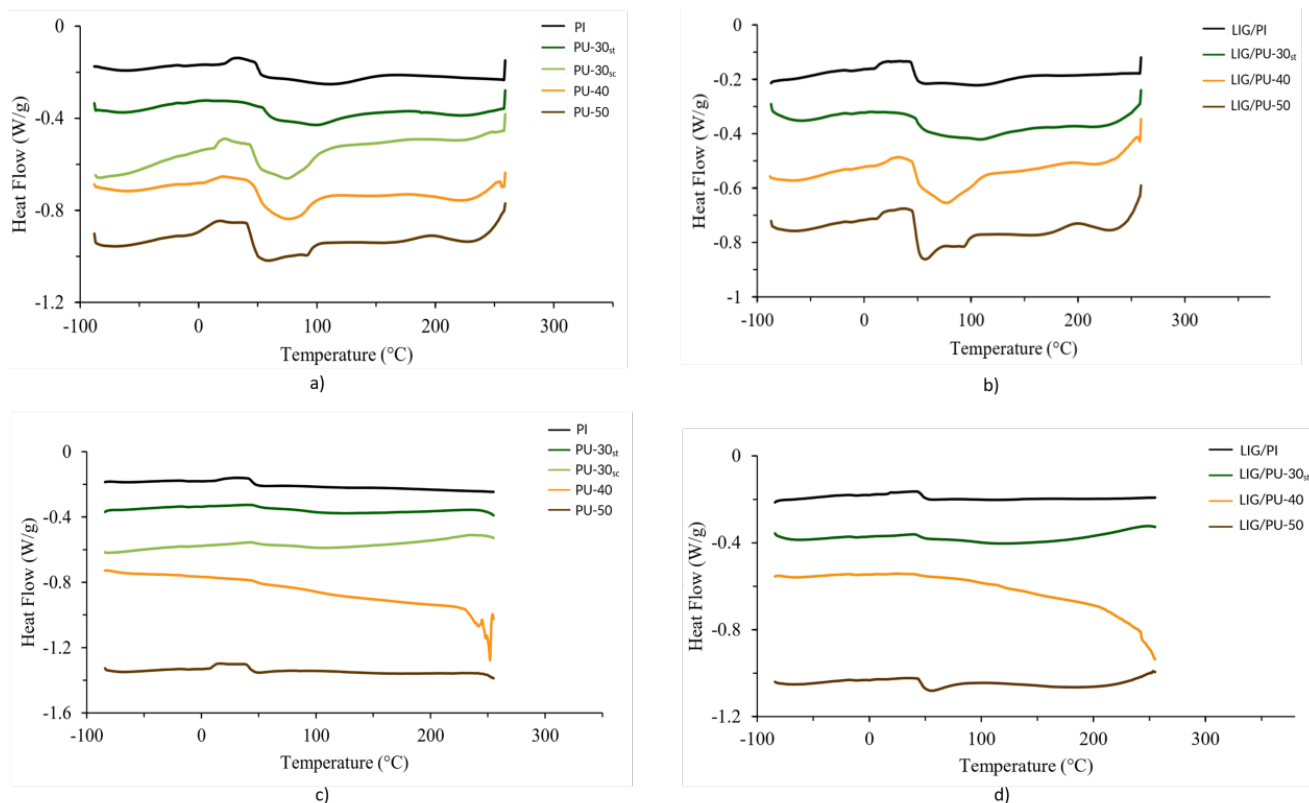 0
-0.4
-0.8
-1.2
Heat Flow (W/g)
-100
0
100
200
300
Temperature (°C)
PI
PU-30st
PU-30sc
PU-40
PU-50
a)
0
-0.2
-0.4
-0.6
-0.8
-1
Heat Flow (W/g)
-100
0
100
200
300
Temperature (°C)
LIG/PI
LIG/PU-30st
LIG/PU-40
LIG/PU-50
b)
0
-0.4
-0.8
-1.2
-1.6
Heat Flow (W/g)
-100
0
100
200
300
Temperature (°C)
PI
PU-30st
PU-30sc
PU-40
PU-50
c)
0
-0.4
-0.8
-1.2
Heat Flow (W/g)
-100
0
100
200
300
Temperature (°C)
LIG/PI
LIG/PU-30st
LIG/PU-40
LIG/PU-50
d)